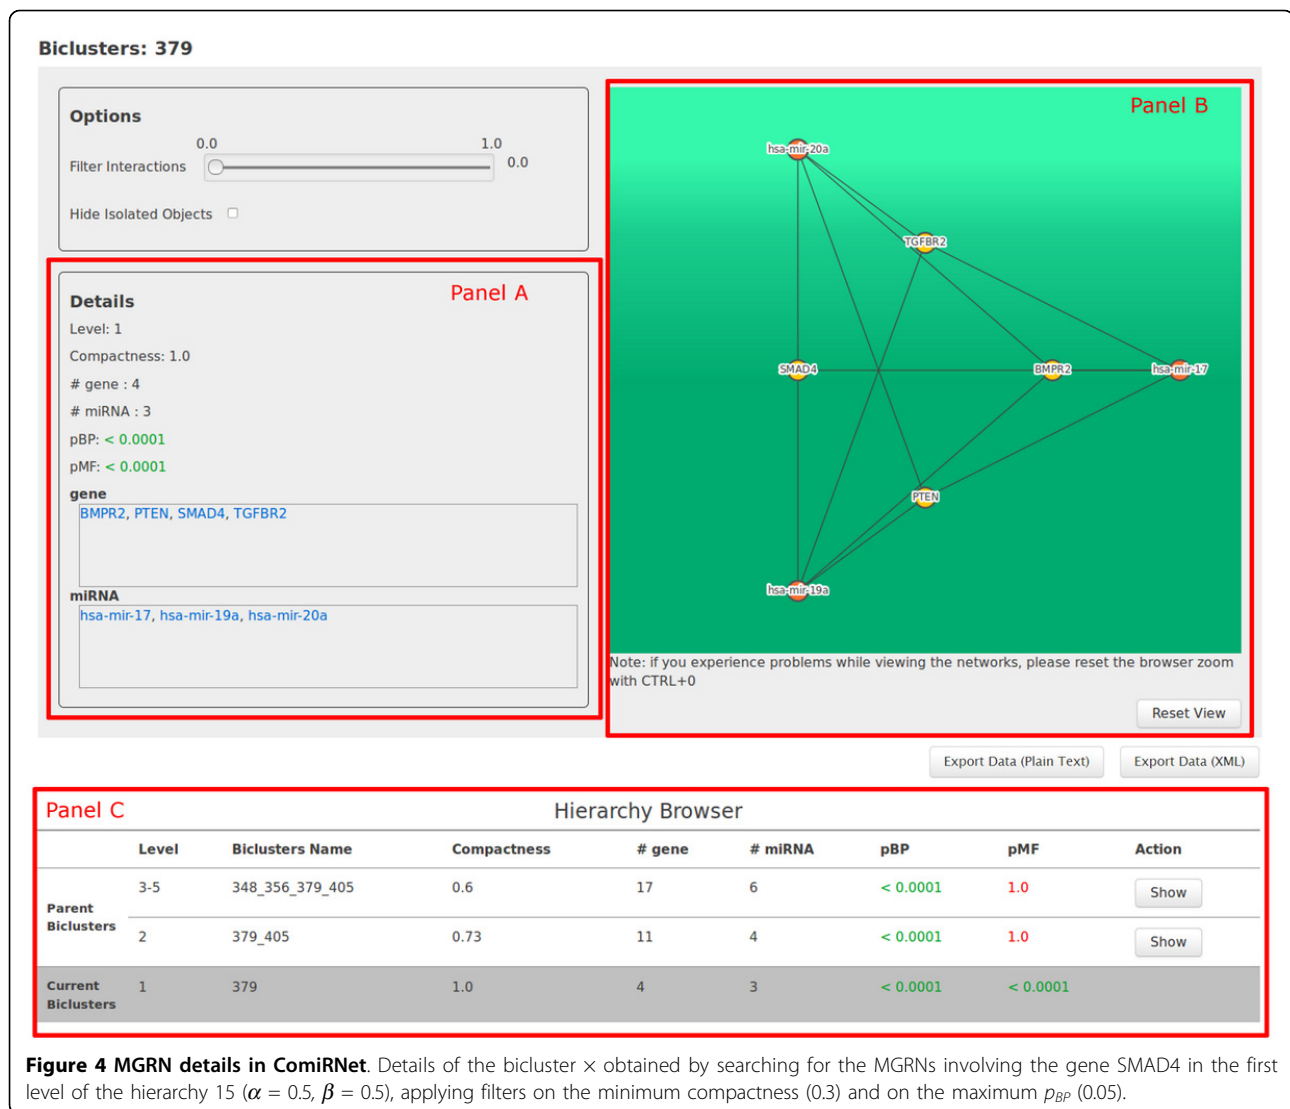 Biclusters: 379
Options
0.0 1.0
Filter Interactions 0.0
Hide Isolated Objects
Panel A
Details
Level: 1
Compactness: 1.0
# gene : 4
# miRNA : 3
pBP: < 0.0001
pMF: < 0.0001
gene
BMPR2, PTEN, SMAD4, TGFBR2
miRNA
hsa-mir-17, hsa-mir-19a, hsa-mir-20a
Panel B
hsa-mir-20a
TGFBR2
SMAD4
BMPR2
hsa-mir-17
PTEN
hsa-mir-19a
Note: if you experience problems while viewing the networks, please reset the browser zoom
with CTRL+0
Reset View
Export Data (Plain Text) Export Data (XML)
Panel C Hierarchy Browser
Level Biclusters Name Compactness # gene # miRNA pBP pMF Action
Parent
Biclusters
3-5 348_356_379_405 0.6 17 6 < 0.0001 1.0 Show
2 379_405 0.73 11 4 < 0.0001 1.0 Show
Current
Biclusters
1 379 1.0 4 3 < 0.0001 < 0.0001
Figure 4 MGRN details in ComiRNet. Details of the bicluster × obtained by searching for the MGRNs involving the gene SMAD4 in the first
level of the hierarchy 15 (α = 0.5, β = 0.5), applying filters on the minimum compactness (0.3) and on the maximum pBP (0.05).